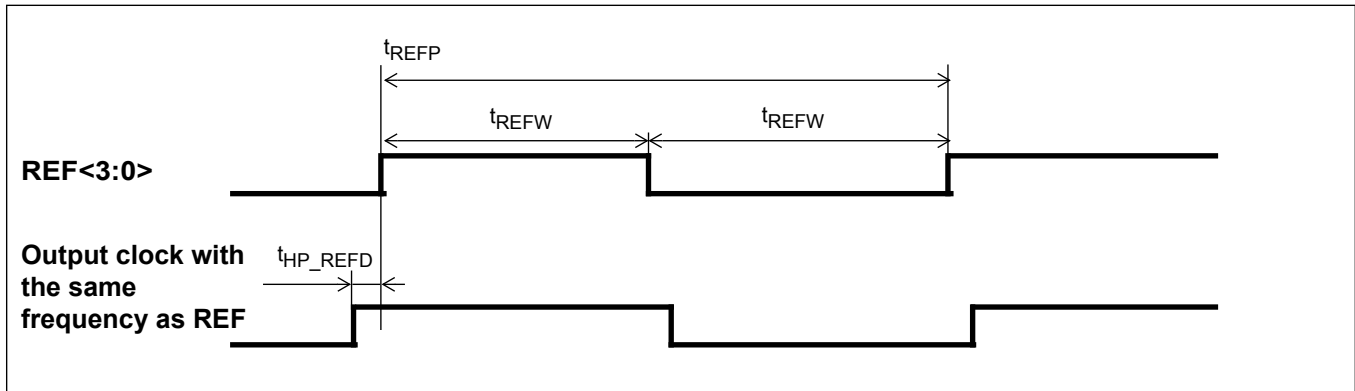 tREFP
tREFW
tREFW
REF<3:0>
Output clock with
the same
frequency as REF
tHP_REFD